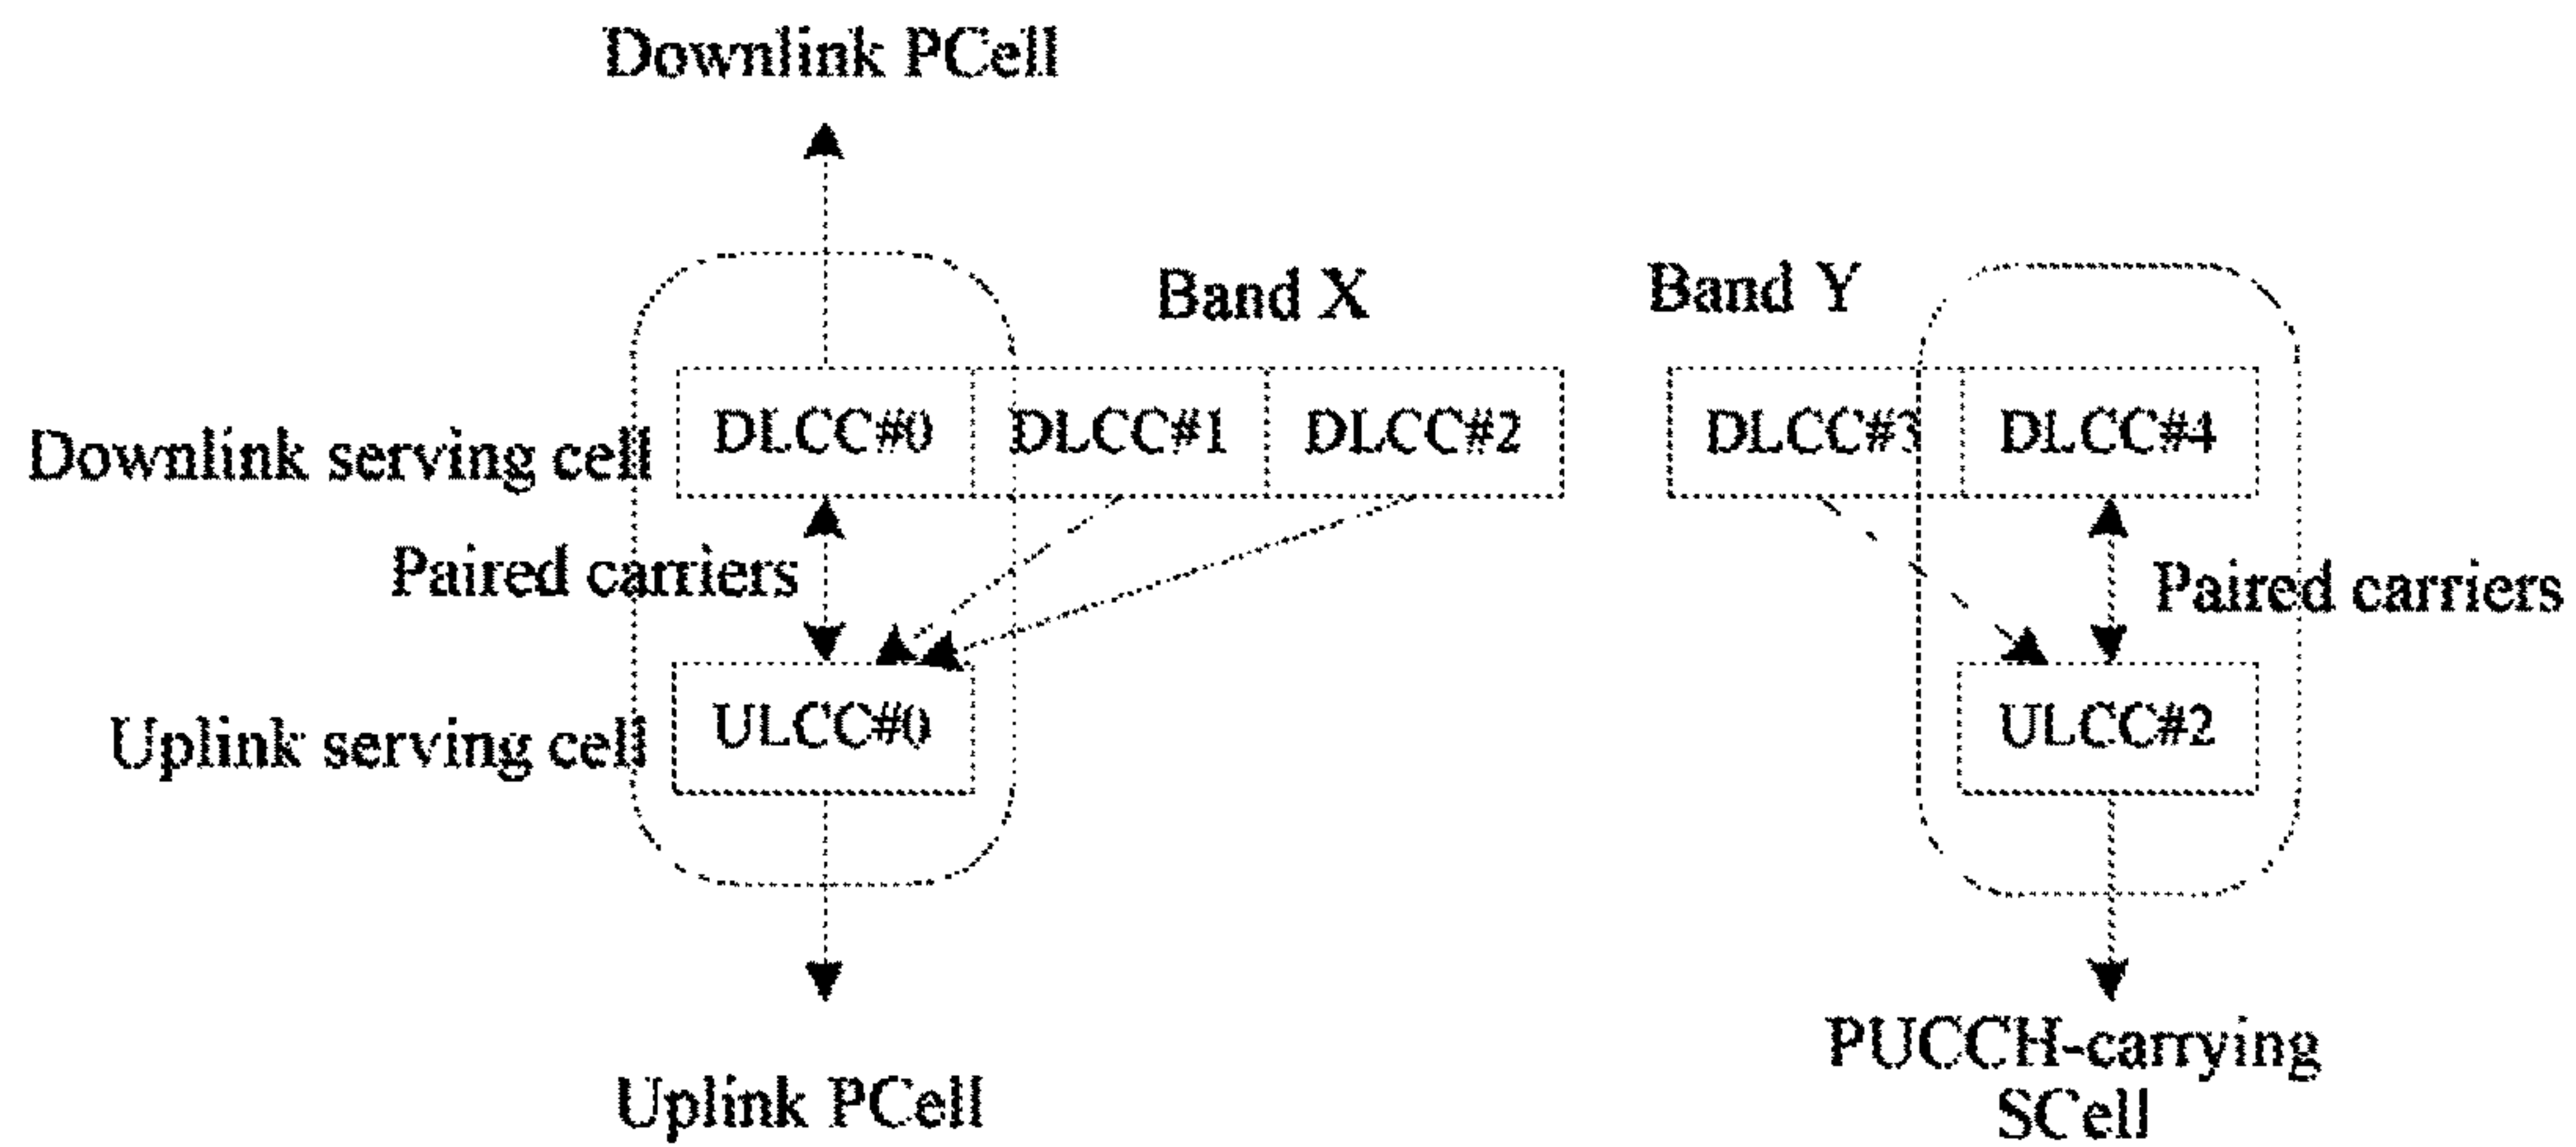 Downlink PCell
Band X
Band Y
Downlink serving cell
DLCC#0
DLCC#1
DLCC#2
DLCC#3
DLCC#4
Paired carriers
Paired carriers
Uplink serving cell
ULCC#0
ULCC#2
Uplink PCell
PUCCH-carrying
SCell